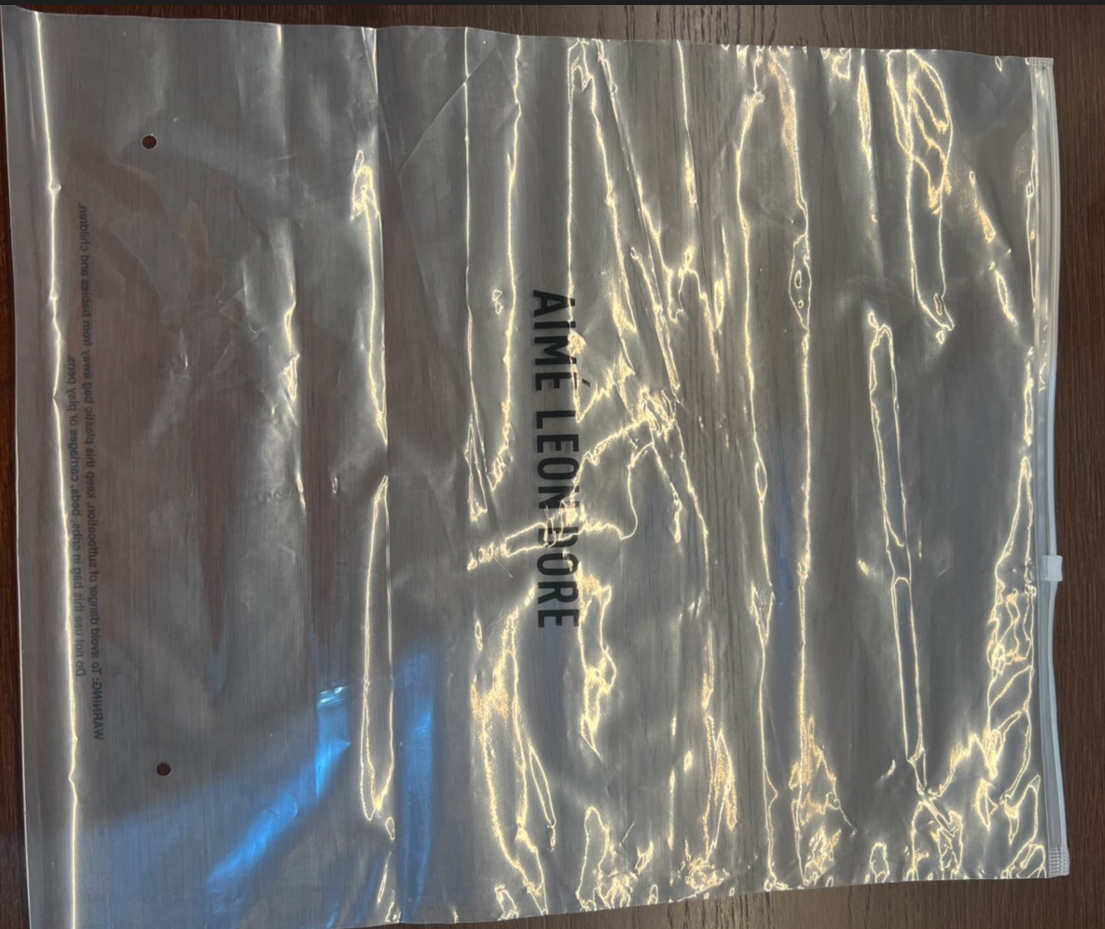 AIMÉ LEON DORE
WARNING: To avoid danger of suffocation, keep this plastic bag away from babies and children.
Do not use this bag in cribs, beds, carriages or play pens.